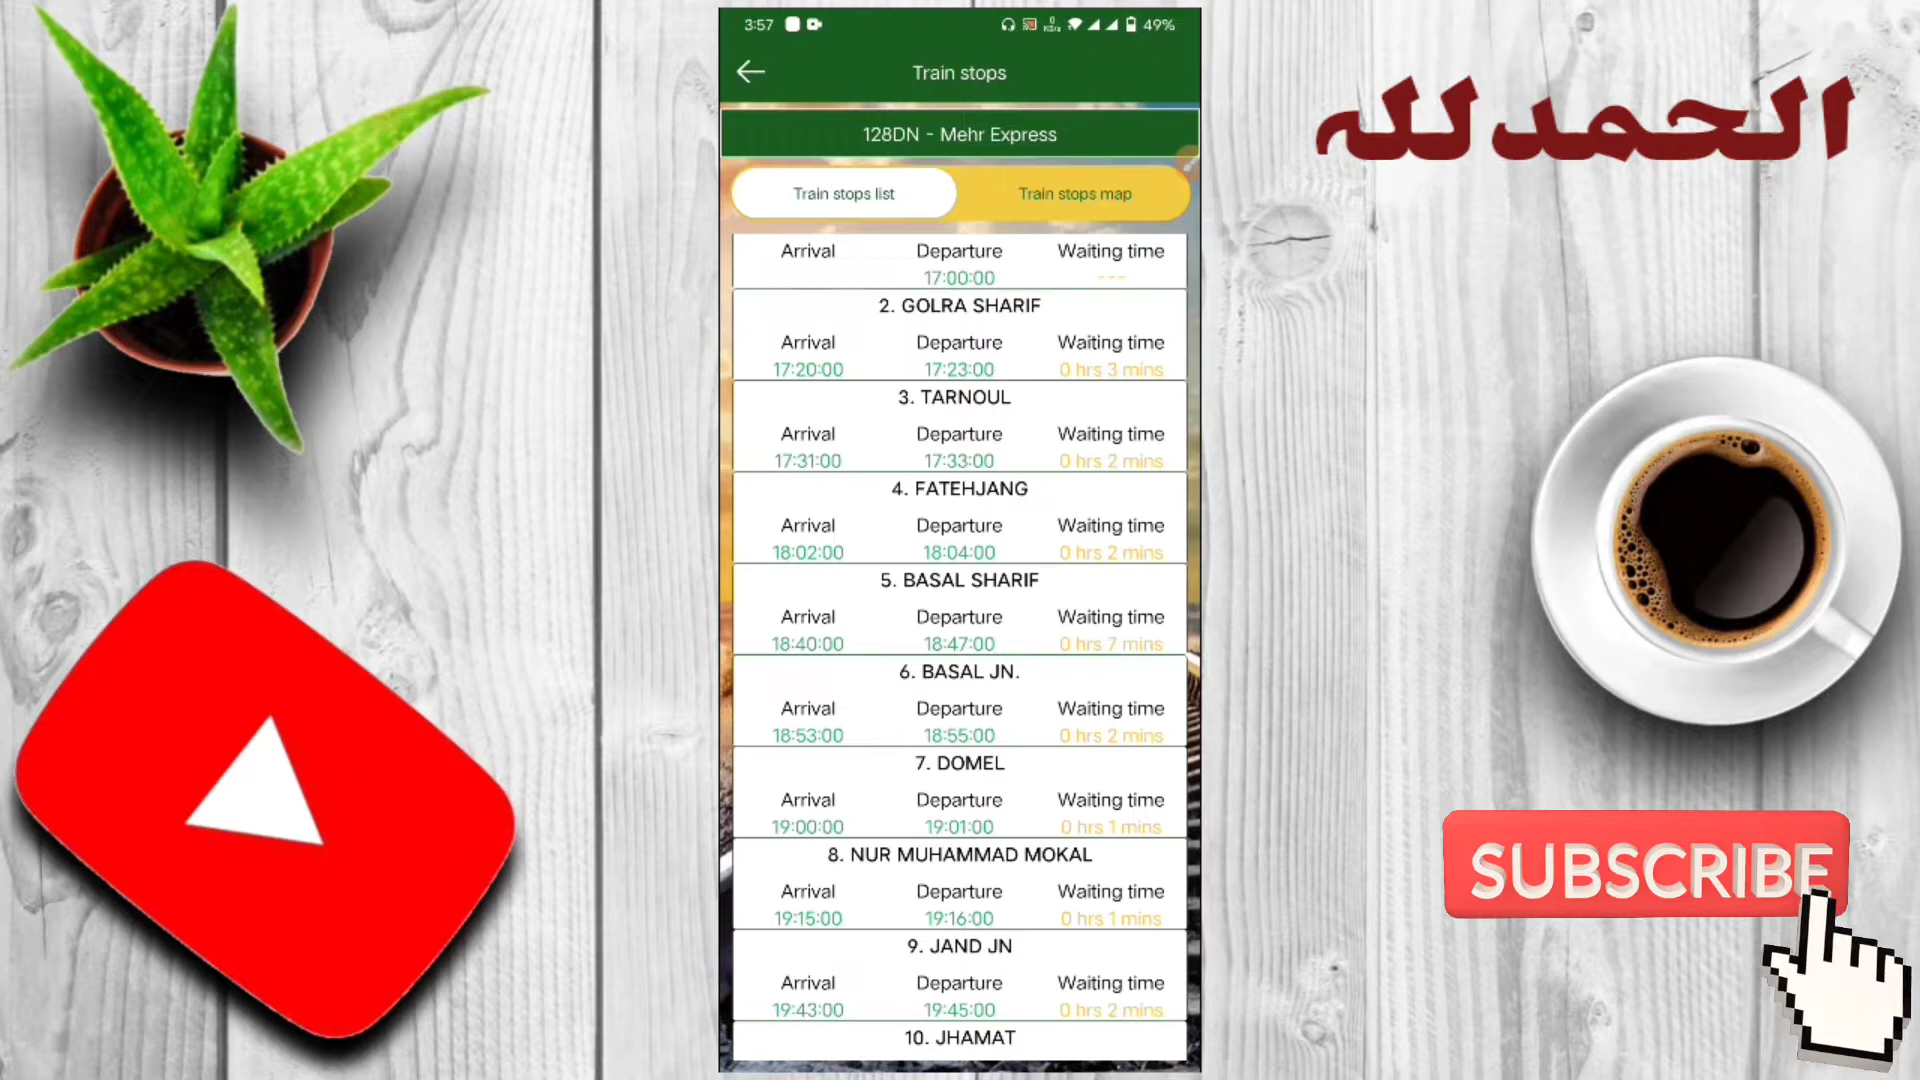 3:57
49%
Train stops
128DN - Mehr Express
Train stops list
Train stops map
Arrival Departure Waiting time
17:00:00 ---
2. GOLRA SHARIF
Arrival Departure Waiting time
17:20:00 17:23:00 0 hrs 3 mins
3. TARNOUL
Arrival Departure Waiting time
17:31:00 17:33:00 0 hrs 2 mins
4. FATEHJANG
Arrival Departure Waiting time
18:02:00 18:04:00 0 hrs 2 mins
5. BASAL SHARIF
Arrival Departure Waiting time
18:40:00 18:47:00 0 hrs 7 mins
6. BASAL JN.
Arrival Departure Waiting time
18:53:00 18:55:00 0 hrs 2 mins
7. DOMEL
Arrival Departure Waiting time
19:00:00 19:01:00 0 hrs 1 mins
8. NUR MUHAMMAD MOKAL
Arrival Departure Waiting time
19:15:00 19:16:00 0 hrs 1 mins
9. JAND JN
Arrival Departure Waiting time
19:43:00 19:45:00 0 hrs 2 mins
10. JHAMAT
الحمدلله
SUBSCRIBE